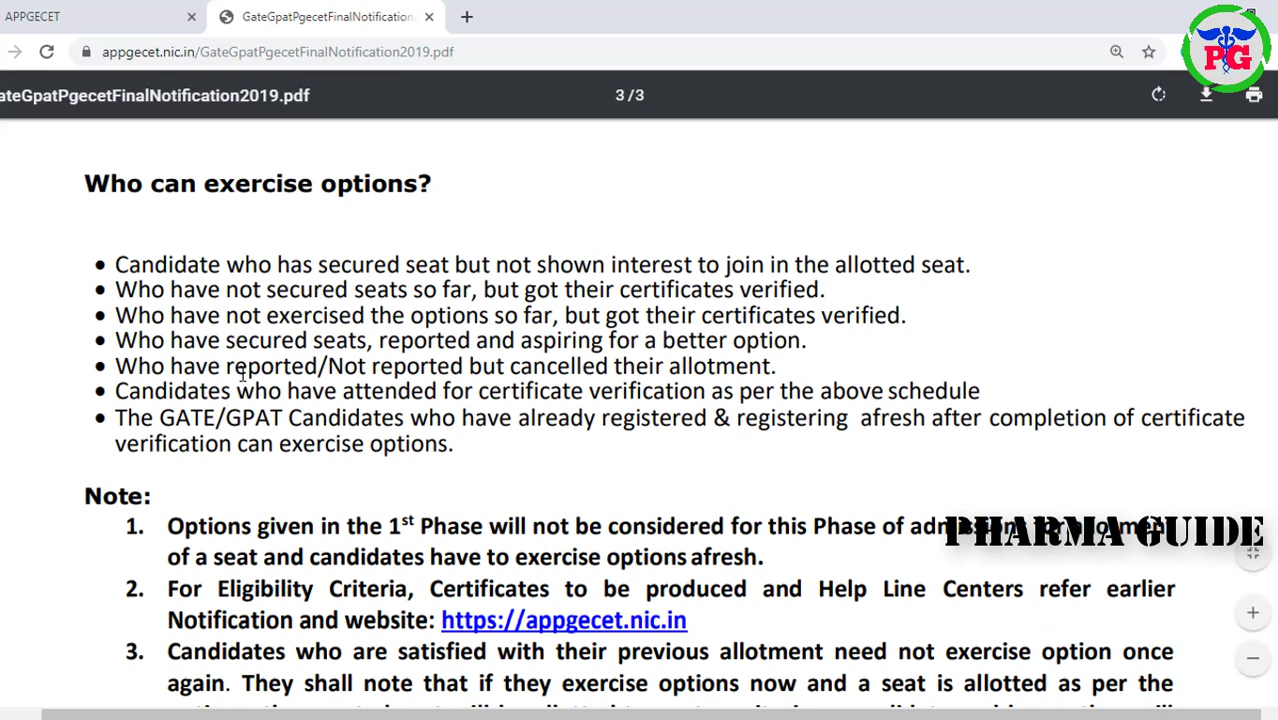 APPGECET
GateGpatPgecetFinalNotification
appgecet.nic.in/GateGpatPgecetFinalNotification2019.pdf
PG
ateGpatPgecetFinalNotification2019.pdf
3 / 3
Who can exercise options?
• Candidate who has secured seat but not shown interest to join in the allotted seat.
• Who have not secured seats so far, but got their certificates verified.
• Who have not exercised the options so far, but got their certificates verified.
• Who have secured seats, reported and aspiring for a better option.
• Who have reported/Not reported but cancelled their allotment.
• Candidates who have attended for certificate verification as per the above schedule
• The GATE/GPAT Candidates who have already registered & registering afresh after completion of certificate
verification can exercise options.
Note:
1. Options given in the 1st Phase will not be considered for this Phase of
of a seat and candidates have to exercise options afresh.
PHARMA GUIDE
2. For Eligibility Criteria, Certificates to be produced and Help Line Centers refer earlier
Notification and website: https://appgecet.nic.in
3. Candidates who are satisfied with their previous allotment need not exercise option once
again. They shall note that if they exercise options now and a seat is allotted as per the